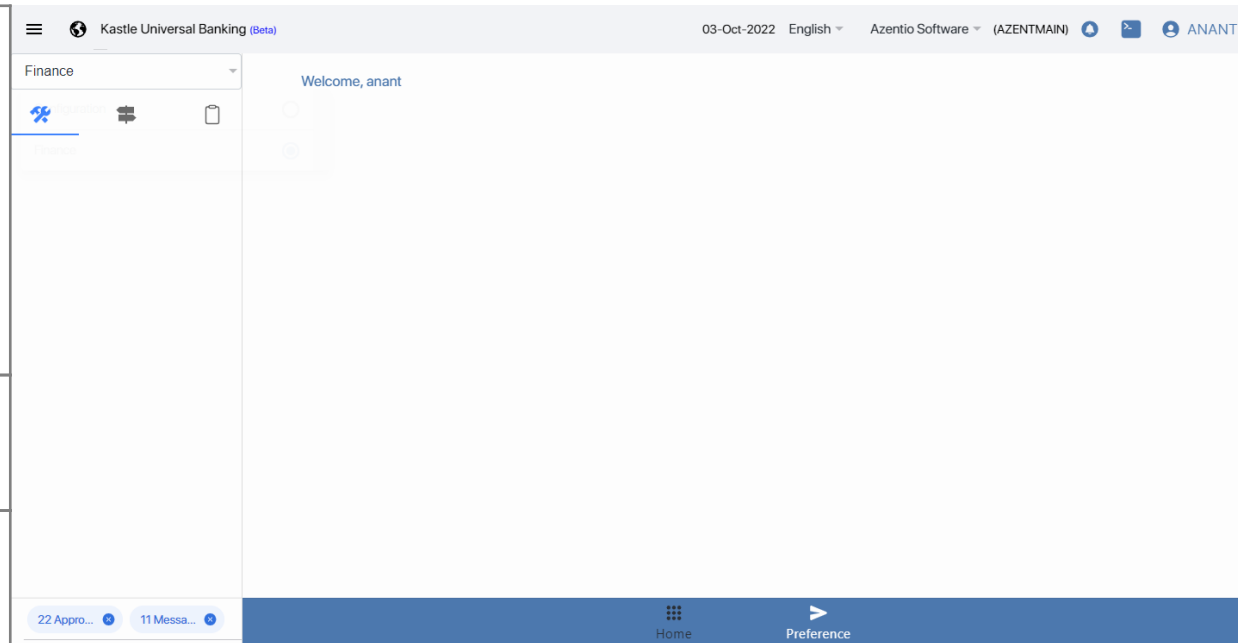 Kastle Universal Banking (Beta) 03-Oct-2022 English Azentio Software (AZENTMAIN) ANANT
Finance
Welcome, anant
22 Appro... 11 Messa...
Home Preference